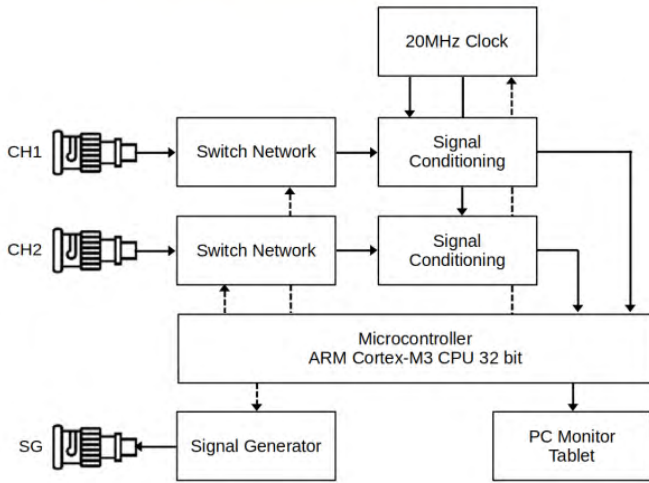 20MHz Clock
CH1
Switch Network
Signal
Conditioning
CH2
Switch Network
Signal
Conditioning
Microcontroller
ARM Cortex-M3 CPU 32 bit
SG
Signal Generator
PC Monitor
Tablet